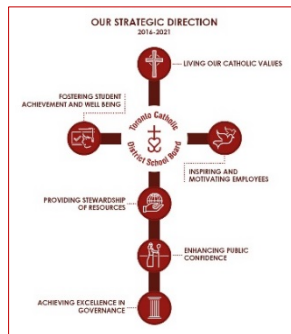 OUR STRATEGIC DIRECTION
2016-2021
LIVING OUR CATHOLIC VALUES
FOSTERING STUDENT
ACHIEVEMENT AND WELL BEING
Toronto Catholic
District School Board
INSPIRING AND
MOTIVATING EMPLOYEES
PROVIDING STEWARDSHIP
OF RESOURCES
ENHANCING PUBLIC
CONFIDENCE
ACHIEVING EXCELLENCE IN
GOVERNANCE